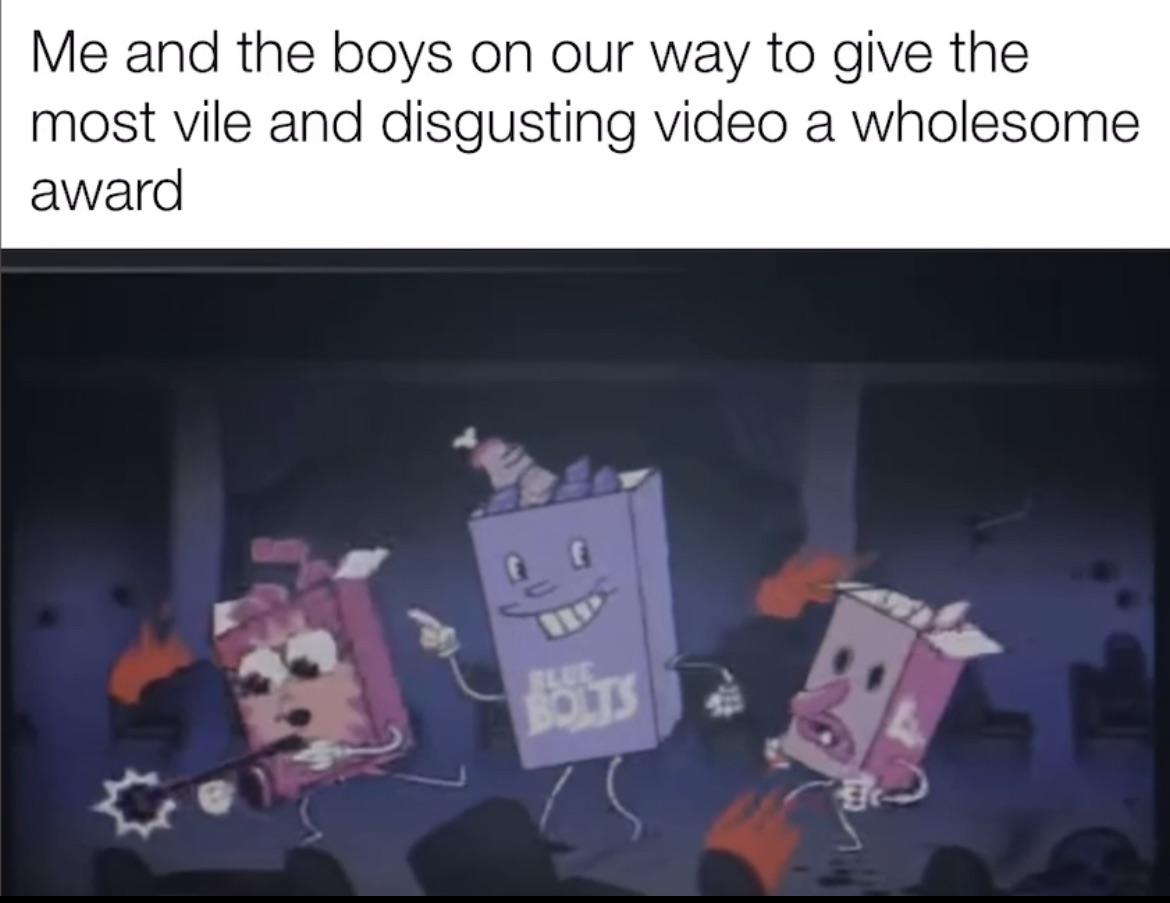 Me and the boys on our way to give the
most vile and disgusting video a wholesome
award
BLUE
BOLTS